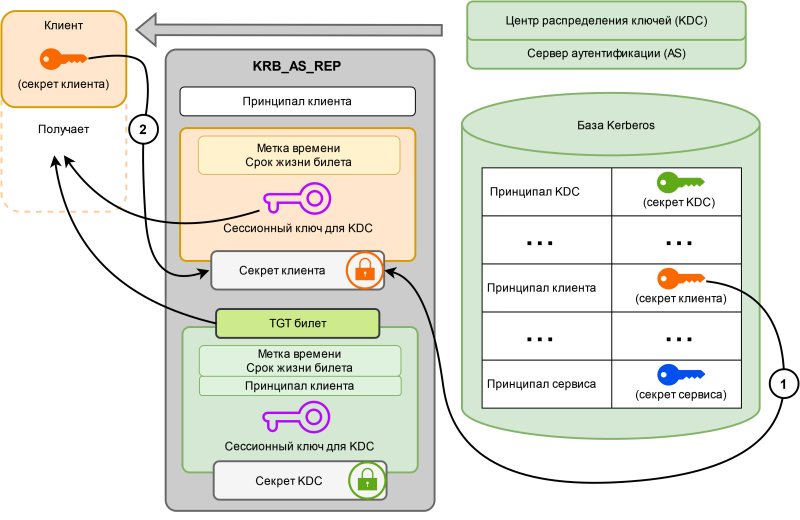 Клиент
(секрет клиента)
Получает
2
KRB_AS_REP
Принципал клиента
Метка времени
Срок жизни билета
Сессионный ключ для KDC
Секрет клиента
TGT билет
Метка времени
Срок жизни билета
Принципал клиента
Сессионный ключ для KDC
Секрет KDC
Центр распределения ключей (KDC)
Сервер аутентификации (AS)
База Kerberos
Принципал KDC
(секрет KDC)
... ...
Принципал клиента
(секрет клиента)
... ...
Принципал сервиса
(секрет сервиса)
1